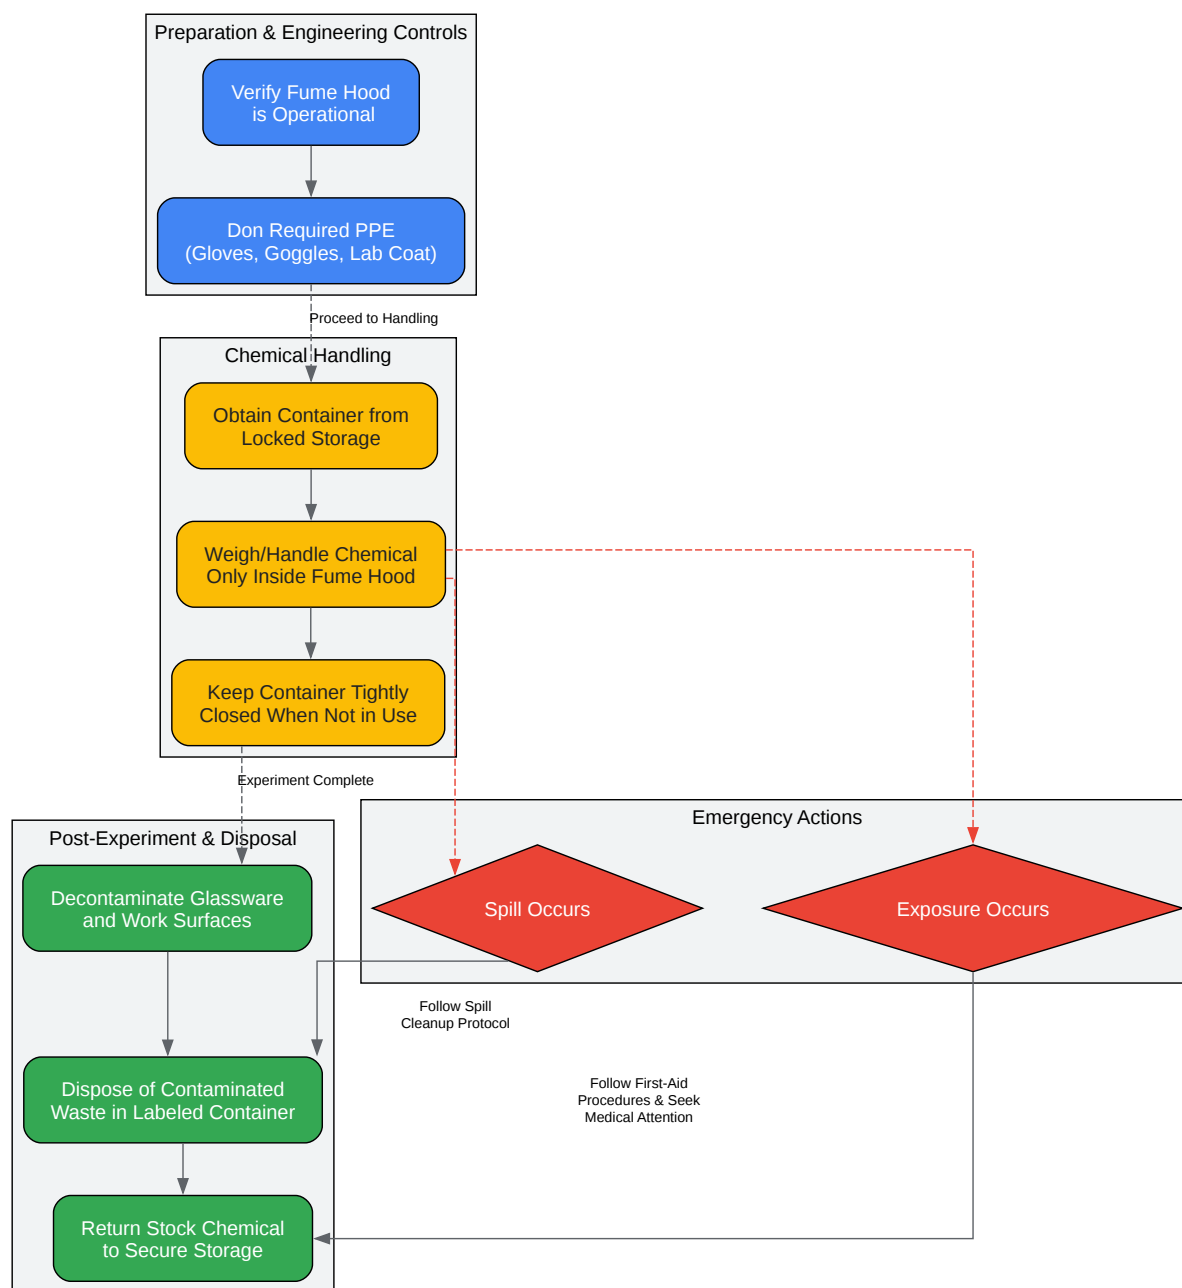 Preparation & Engineering Controls
Verify Fume Hood
is Operational
Don Required PPE
(Gloves, Goggles, Lab Coat)
Proceed to Handling
Chemical Handling
Obtain Container from
Locked Storage
Weigh/Handle Chemical
Only Inside Fume Hood
Keep Container Tightly
Closed When Not in Use
Experiment Complete
Emergency Actions
Post-Experiment & Disposal
Decontaminate Glassware
and Work Surfaces
Spill Occurs
Exposure Occurs
Follow Spill
Cleanup Protocol
Follow First-Aid
Procedures & Seek
Medical Attention
Dispose of Contaminated
Waste in Labeled Container
Return Stock Chemical
to Secure Storage